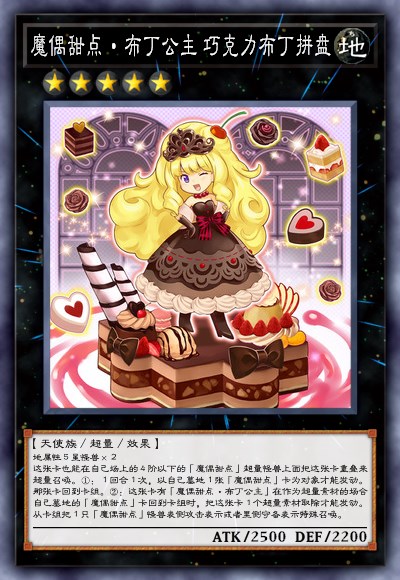 魔偶甜点·布丁公主 巧克力布丁拼盘
地
【天使族／超量／效果】
地属性５星怪兽×２
这张卡也能在自己场上的４阶以下的「魔偶甜点」超量怪兽上面把这张卡重叠来
超量召唤。①：１回合１次，以自己墓地１张「魔偶甜点」卡为对象才能发动。
那张卡回到卡组。②：这张卡有「魔偶甜点·布丁公主」在作为超量素材的场合
自己墓地的「魔偶甜点」卡回到卡组时，把这张卡１个超量素材取除才能发动。
从卡组把１只「魔偶甜点」怪兽表侧攻击表示或者里侧守备表示特殊召唤。
ATK/2500 DEF/2200